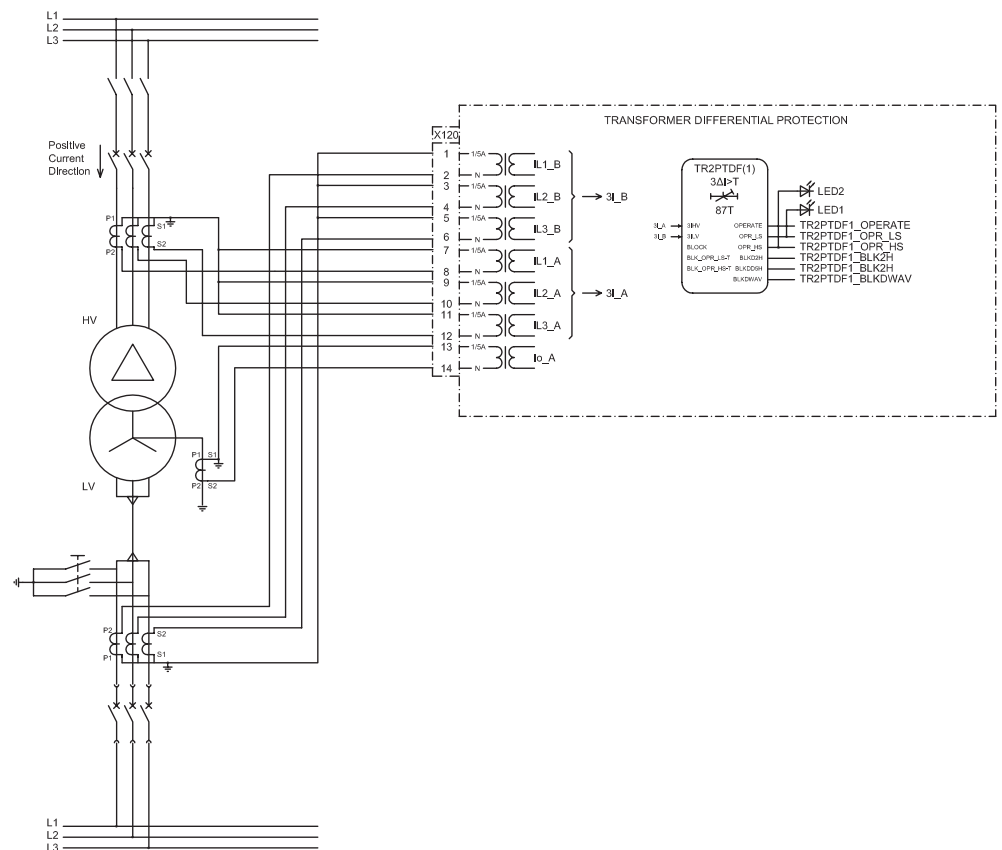 L1
L2
L3
TRANSFORMER DIFFERENTIAL PROTECTION
Positive
Current
Direction
X120
1 1/5A
2 N
IL1_B
3 1/5A
4 N
IL2_B
3I_B
5 1/5A
6 N
IL3_B
7 1/5A
8 N
IL1_A
9 1/5A
10 N
IL2_A
3I_A
11 1/5A
12 N
IL3_A
13 1/5A
14 N
Io_A
TR2PTDF(1)
3ΔI>T
87T
3I_A 3IHV
3I_B 3ILV
BLOCK
BLK_OPR_LS-T
BLK_OPR_HS-T
OPERATE
OPR_LS
OPR_HS
BLKD2H
BLKDD5H
BLKDWAV
LED2
LED1
TR2PTDF1_OPERATE
TR2PTDF1_OPR_LS
TR2PTDF1_OPR_HS
TR2PTDF1_BLK2H
TR2PTDF1_BLK2H
TR2PTDF1_BLKDWAV
P1 S1
P2 S2
HV
P1 S1
P2 S2
LV
P2 S2
P1 S1
L1
L2
L3